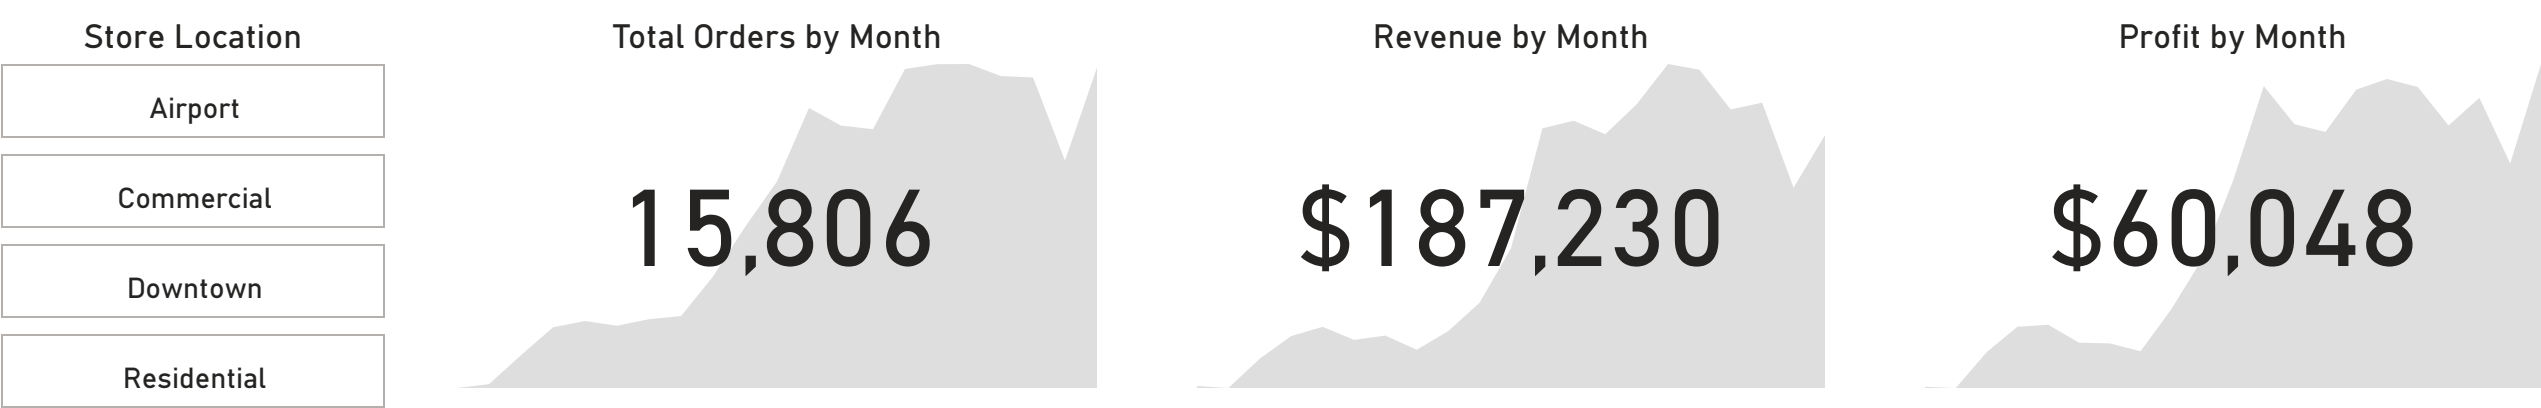 Store Location
Airport
Commercial
Downtown
Residential
Total Orders by Month
15,806
Revenue by Month
$187,230
Profit by Month
$60,048